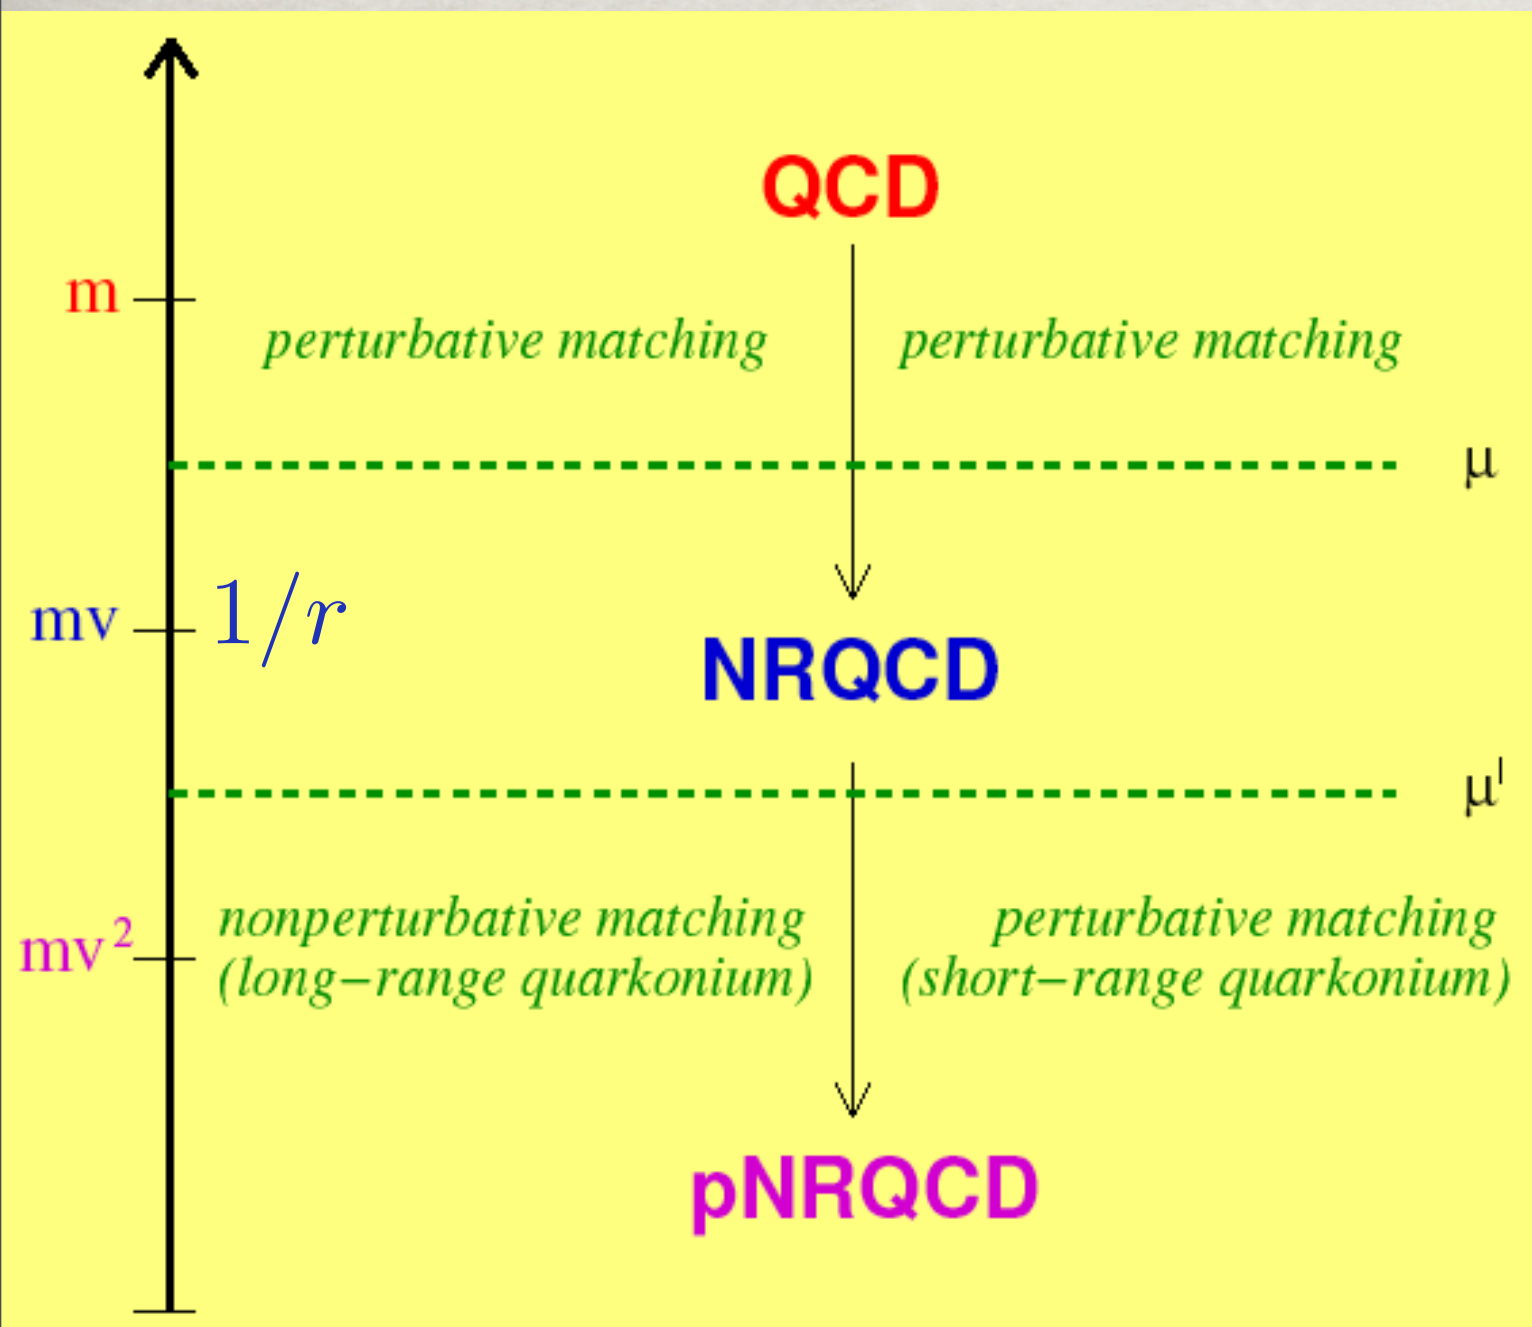 QCD
m
perturbative matching perturbative matching
μ
mv 1/r
NRQCD
μ'
nonperturbative matching perturbative matching
mv²
(long−range quarkonium) (short−range quarkonium)
pNRQCD